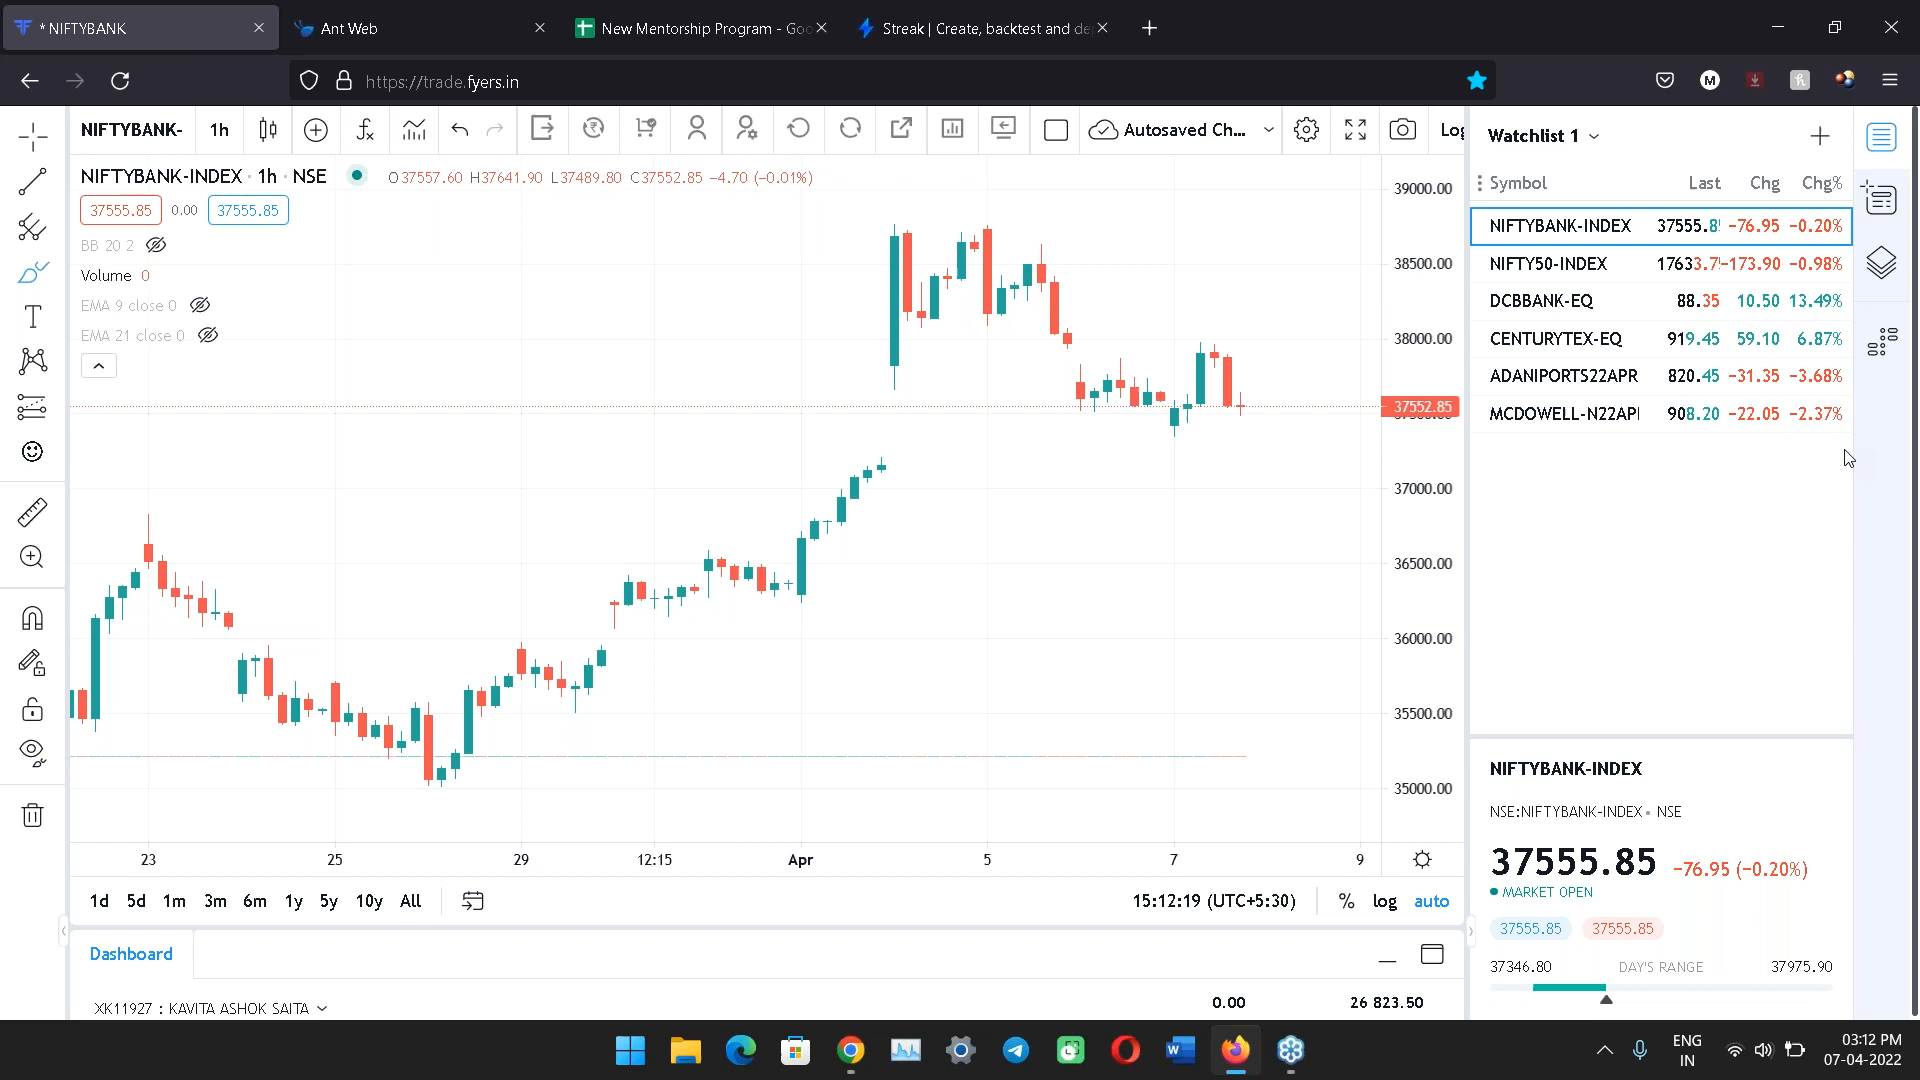 * NIFTYBANK
Ant Web
New Mentorship Program - Goo
Streak | Create, backtest and de
https://trade.fyers.in
NIFTYBANK-
1h
Autosaved Ch...
Log
NIFTYBANK-INDEX · 1h · NSE
O37557.60 H37641.90 L37489.80 C37552.85 −4.70 (−0.01%)
37555.85 0.00 37555.85
BB 20 2
Volume 0
EMA 9 close 0
EMA 21 close 0
39000.00
38500.00
38000.00
37552.85
37000.00
36500.00
36000.00
35500.00
35000.00
23 25 29 12:15 Apr 5 7 9
1d 5d 1m 3m 6m 1y 5y 10y All
15:12:19 (UTC+5:30) % log auto
Dashboard
XK11927 : KAVITA ASHOK SAITA
0.00 26 823.50
Watchlist 1
Symbol Last Chg Chg%
NIFTYBANK-INDEX 37555.8 −76.95 −0.20%
NIFTY50-INDEX 17633.7 −173.90 −0.98%
DCBBANK-EQ 88.35 10.50 13.49%
CENTURYTEX-EQ 919.45 59.10 6.87%
ADANIPORTS22APR 820.45 −31.35 −3.68%
MCDOWELL-N22AP 908.20 −22.05 −2.37%
NIFTYBANK-INDEX
NSE:NIFTYBANK-INDEX NSE
37555.85 −76.95 (−0.20%)
MARKET OPEN
37555.85 37555.85
37346.80 DAY'S RANGE 37975.90
ENG
IN
03:12 PM
07-04-2022